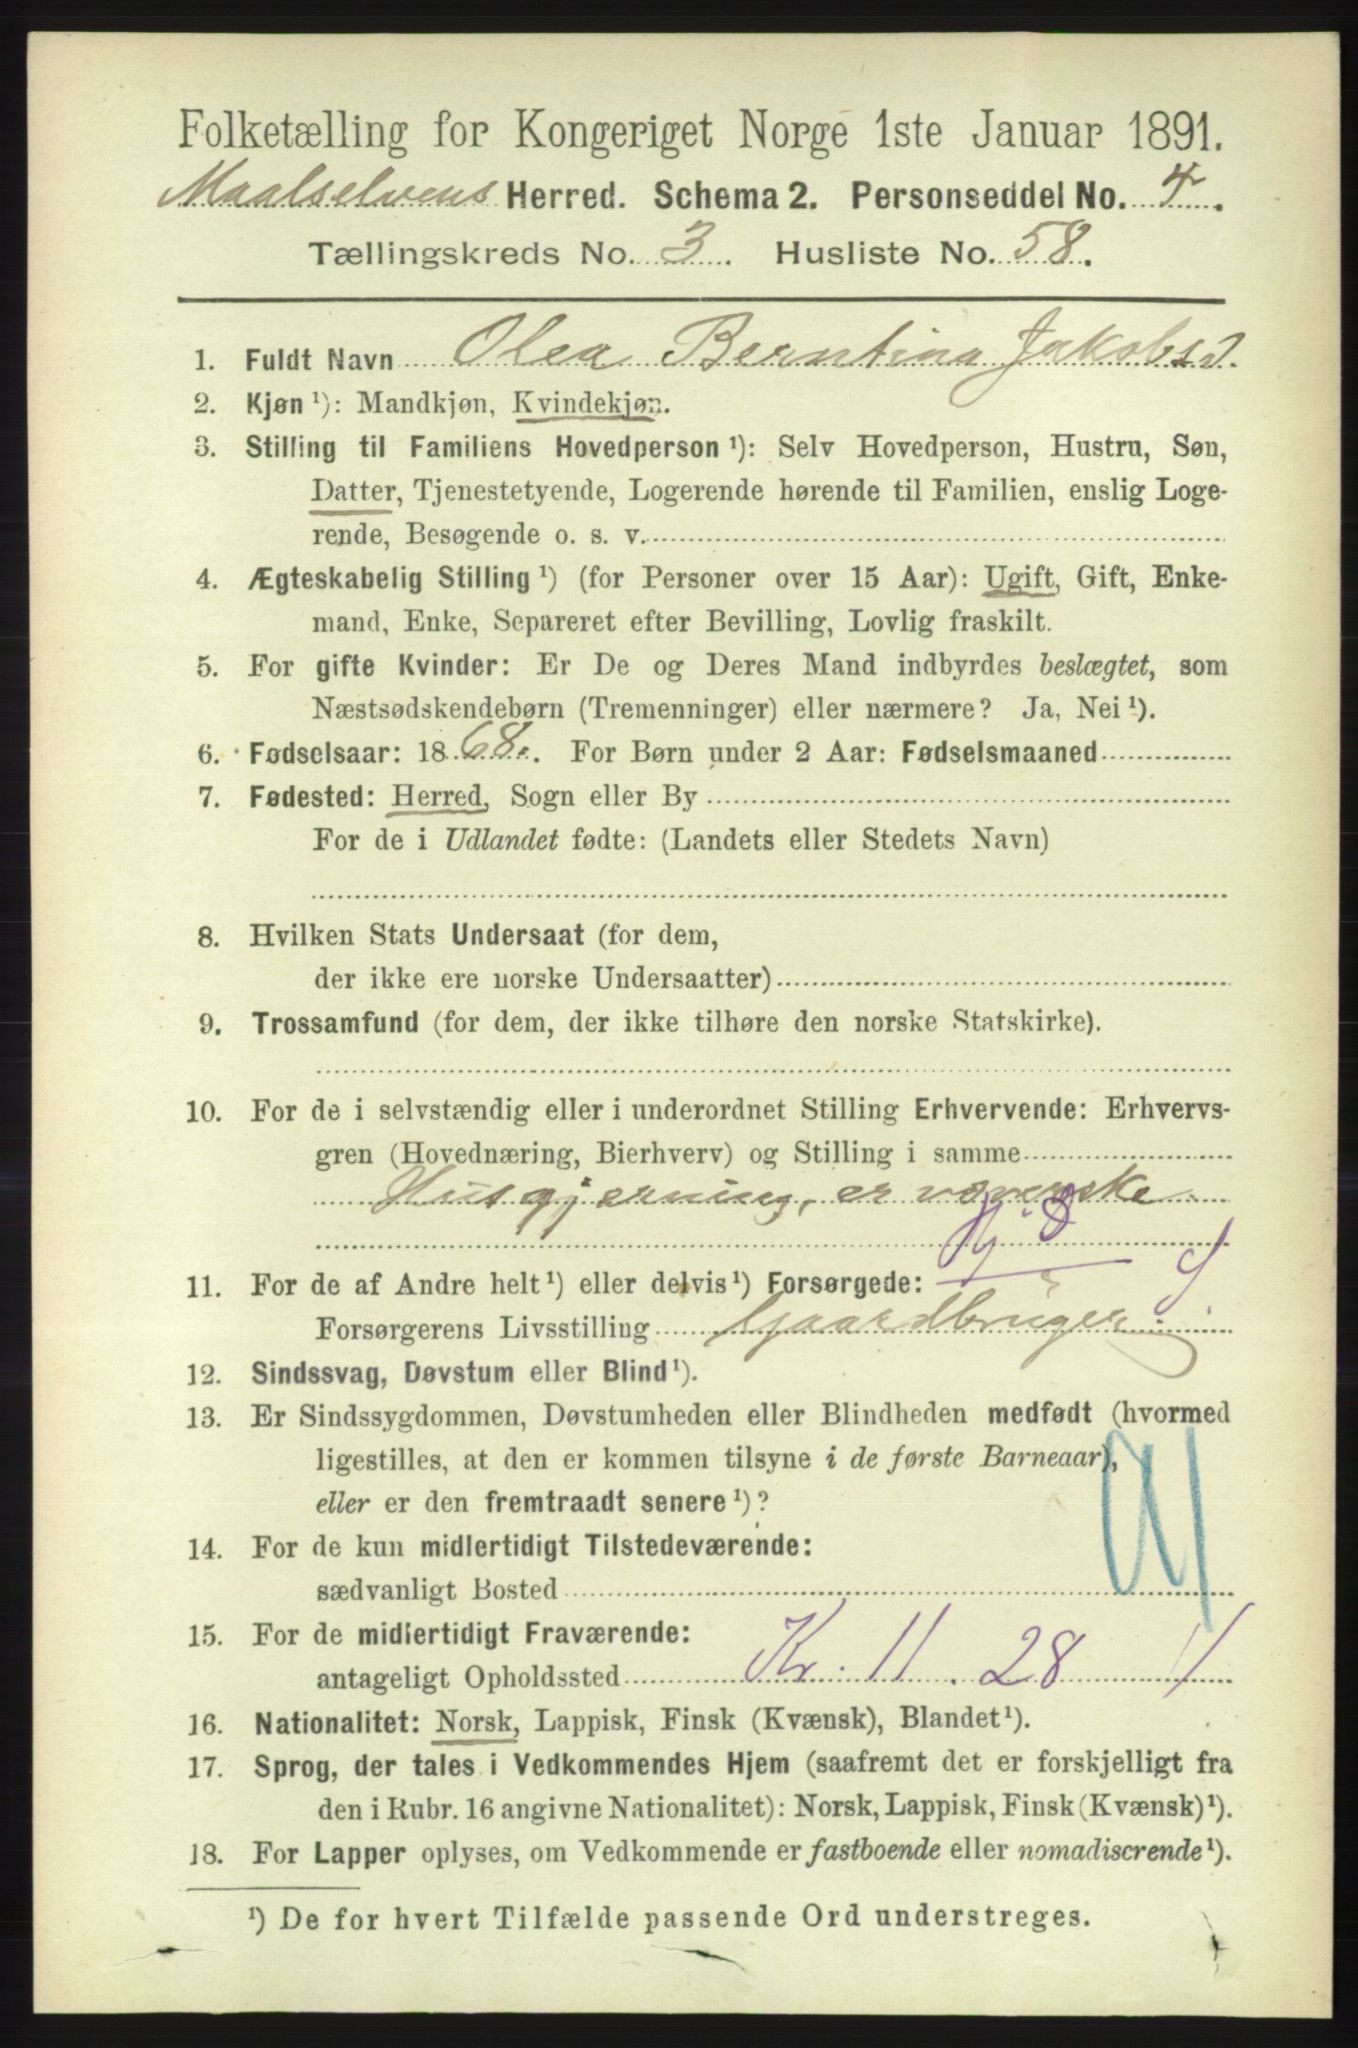 Folketælling for Kongeriget Norge 1ste Januar 1891.
Maalselvens Herred. Schema 2. Personseddel No. 4.
Tællingskreds No. 3. Husliste No. 58.
1. Fuldt Navn Olea Berntina Jakobsd.
2. Kjøn ¹): Mandkjøn, Kvindekjøn.
3. Stilling til Familiens Hovedperson ¹): Selv Hovedperson, Hustru, Søn,
Datter, Tjenestetyende, Logerende hørende til Familien, enslig Loge-
rende, Besøgende o. s. v.
4. Ægteskabelig Stilling ¹) (for Personer over 15 Aar): Ugift, Gift, Enke-
mand, Enke, Separeret efter Bevilling, Lovlig fraskilt.
5. For gifte Kvinder: Er De og Deres Mand indbyrdes beslægtet, som
Næstsødskendebørn (Tremenninger) eller nærmere? Ja, Nei ¹).
6. Fødselsaar: 1868. For Børn under 2 Aar: Fødselsmaaned
7. Fødested: Herred, Sogn eller By
For de i Udlandet fødte: (Landets eller Stedets Navn)
8. Hvilken Stats Undersaat (for dem,
der ikke ere norske Undersaatter)
9. Trossamfund (for dem, der ikke tilhøre den norske Statskirke).
10. For de i selvstændig eller i underordnet Stilling Erhvervende: Erhvervs-
gren (Hovednæring, Bierhverv) og Stilling i samme
Husgjerning, er væverske
11. For de af Andre helt ¹) eller delvis ¹) Forsørgede:
Forsørgerens Livsstilling Gaardbruger
12. Sindssvag, Døvstum eller Blind ¹).
13. Er Sindssygdommen, Døvstumheden eller Blindheden medfødt (hvormed
ligestilles, at den er kommen tilsyne i de første Barneaar),
eller er den fremtraadt senere ¹)?
14. For de kun midlertidigt Tilstedeværende:
sædvanligt Bosted
15. For de midlertidigt Fraværende:
antageligt Opholdssted Kr. 11. 28 1
16. Nationalitet: Norsk, Lappisk, Finsk (Kvænsk), Blandet ¹).
17. Sprog, der tales i Vedkommendes Hjem (saafremt det er forskjelligt fra
den i Rubr. 16 angivne Nationalitet): Norsk, Lappisk, Finsk (Kvænsk) ¹).
18. For Lapper oplyses, om Vedkommende er fastboende eller nomadiserende ¹).
¹) De for hvert Tilfælde passende Ord understreges.